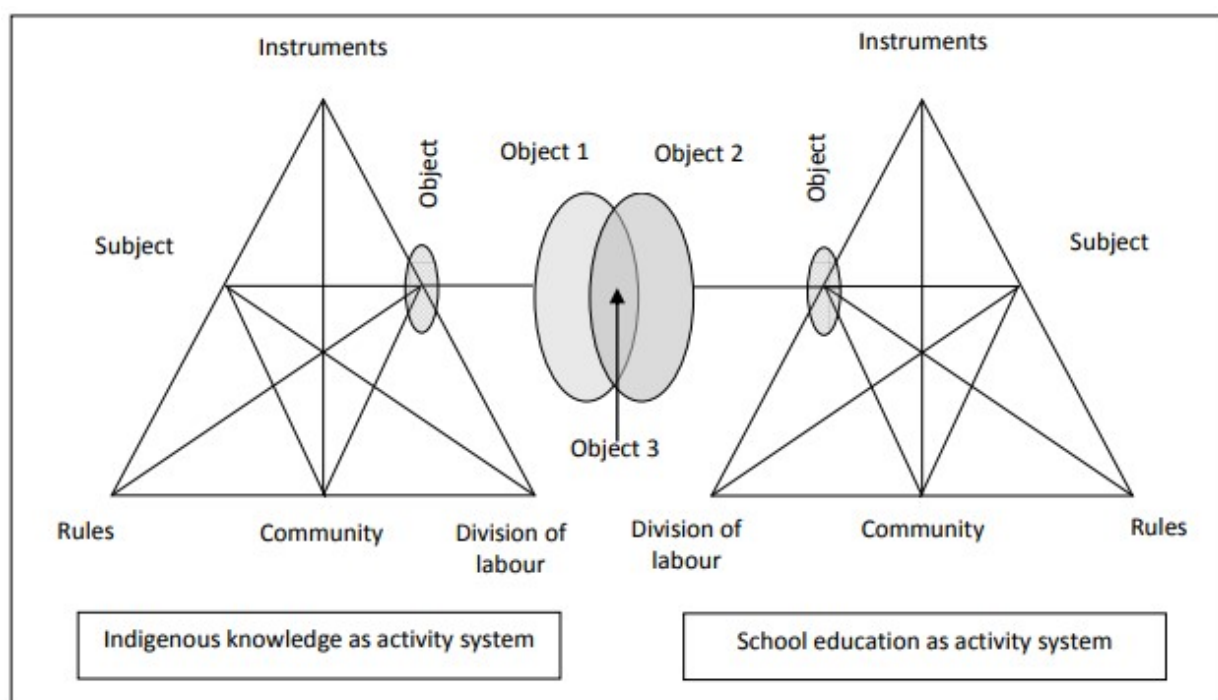 Instruments
Instruments
Object
Object 1
Object 2
Object
Subject
Subject
Object 3
Rules
Community
Division of
labour
Division of
labour
Community
Rules
Indigenous knowledge as activity system
School education as activity system